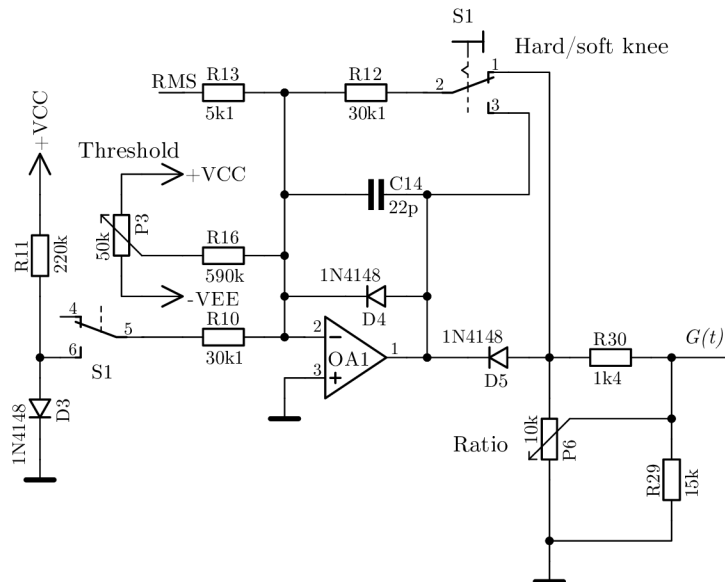 S1
Hard/soft knee
RMS
R13
5k1
R12
30k1
2
1
3
+VCC
Threshold
+VCC
C14
22p
R11
220k
50k
P3
R16
590k
-VEE
1N4148
D4
4
5
6
S1
R10
30k1
2
3
OA1
1
1N4148
D5
R30
1k4
G(t)
1N4148
D3
Ratio
10k
P6
R29
15k